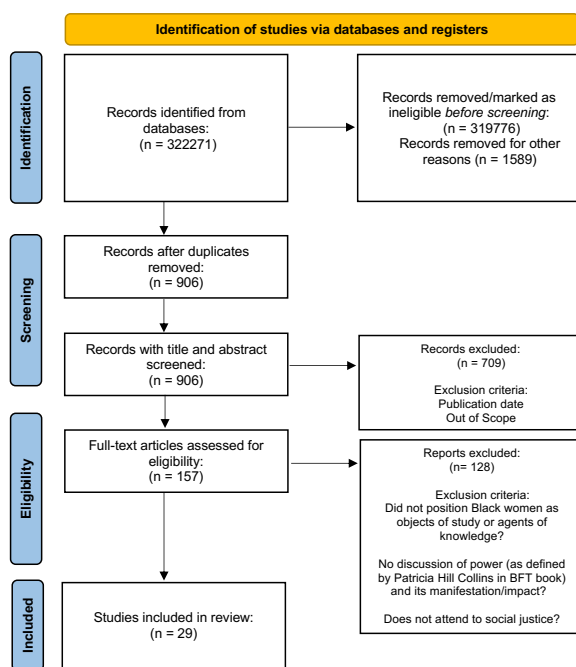 Identification of studies via databases and registers
Identification
Records identified from
databases:
(n = 322271)
Records removed/marked as
ineligible before screening:
(n = 319776)
Records removed for other
reasons (n = 1589)
Screening
Records after duplicates
removed:
(n = 906)
Records with title and abstract
screened:
(n = 906)
Records excluded:
(n = 709)
Exclusion criteria:
Publication date
Out of Scope
Eligibility
Full-text articles assessed for
eligibility:
(n = 157)
Reports excluded:
(n= 128)
Exclusion criteria:
Did not position Black women as
objects of study or agents of
knowledge?
No discussion of power (as defined
by Patricia Hill Collins in BFT book)
and its manifestation/impact?
Does not attend to social justice?
Included
Studies included in review:
(n = 29)